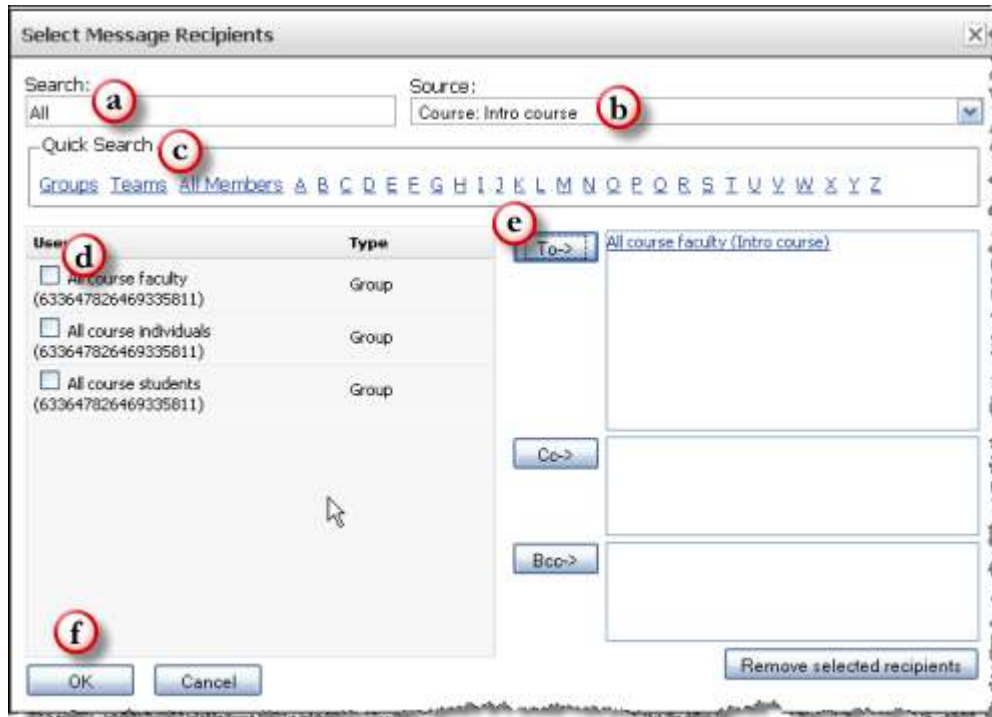 Select Message Recipients
Search:
a
Source:
All
Course: Intro course
b
Quick Search
c
Groups Teams All Members A B C D E F G H I J K L M N O P Q R S T U V W X Y Z
d
Type
e
To->
All course faculty (Intro course)
All course faculty
(633647826469335811)
Group
All course individuals
(633647826469335811)
Group
All course students
(633647826469335811)
Group
Cc->
Bcc->
f
OK
Cancel
Remove selected recipients